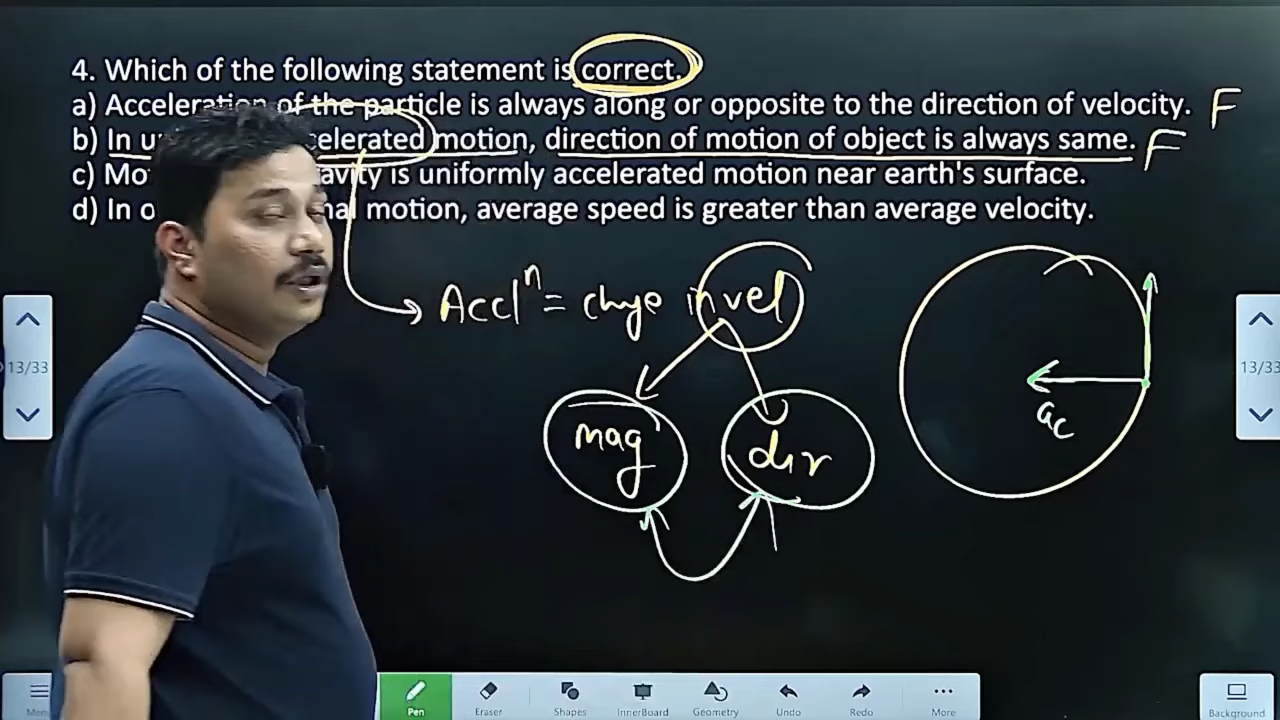 4. Which of the following statement is correct.
a) Acceleration of the particle is always along or opposite to the direction of velocity. F
b) In celerated motion, direction of motion of object is always same. F
c) Mo avity is uniformly accelerated motion near earth's surface.
d) In o nal motion, average speed is greater than average velocity.
Accl^n = chge in vel
mag dir
a_c
13/33
13/33
Menu Pen Eraser Shapes InnerBoard Geometry Undo Redo More Background